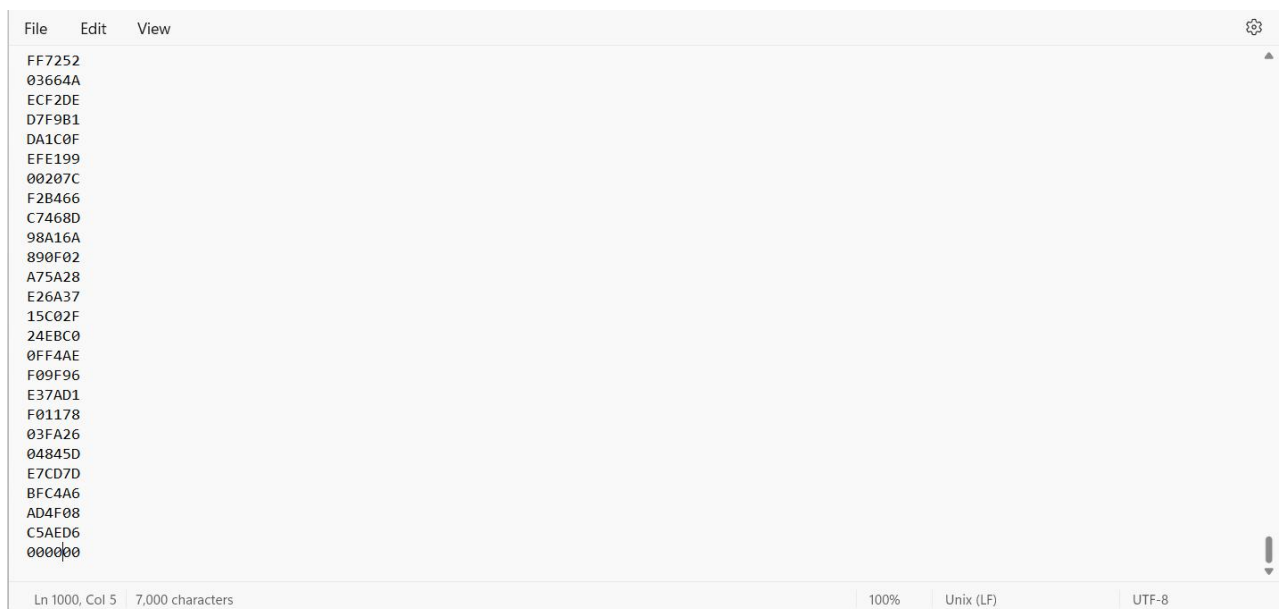 File Edit View
FF7252
03664A
ECF2DE
D7F9B1
DA1C0F
EFE199
00207C
F2B466
C7468D
98A16A
890F02
A75A28
E26A37
15C02F
24EBC0
0FF4AE
F09F96
E37AD1
F01178
03FA26
04845D
E7CD7D
BFC4A6
AD4F08
C5AED6
000000
Ln 1000, Col 5 7,000 characters 100% Unix (LF) UTF-8